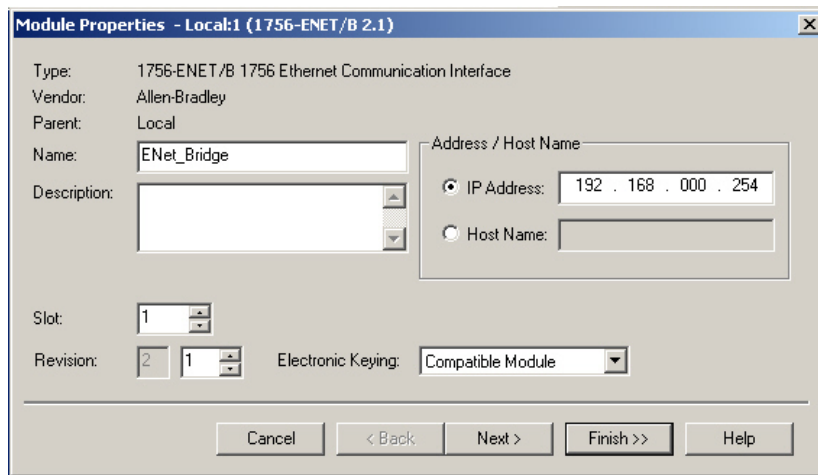 Module Properties - Local:1 (1756-ENET/B 2.1)
Type: 1756-ENET/B 1756 Ethernet Communication Interface
Vendor: Allen-Bradley
Parent: Local
Name: ENet_Bridge
Address / Host Name
Description:
IP Address: 192 . 168 . 000 . 254
Host Name:
Slot: 1
Revision: 2 1 Electronic Keying: Compatible Module
Cancel < Back Next > Finish >> Help